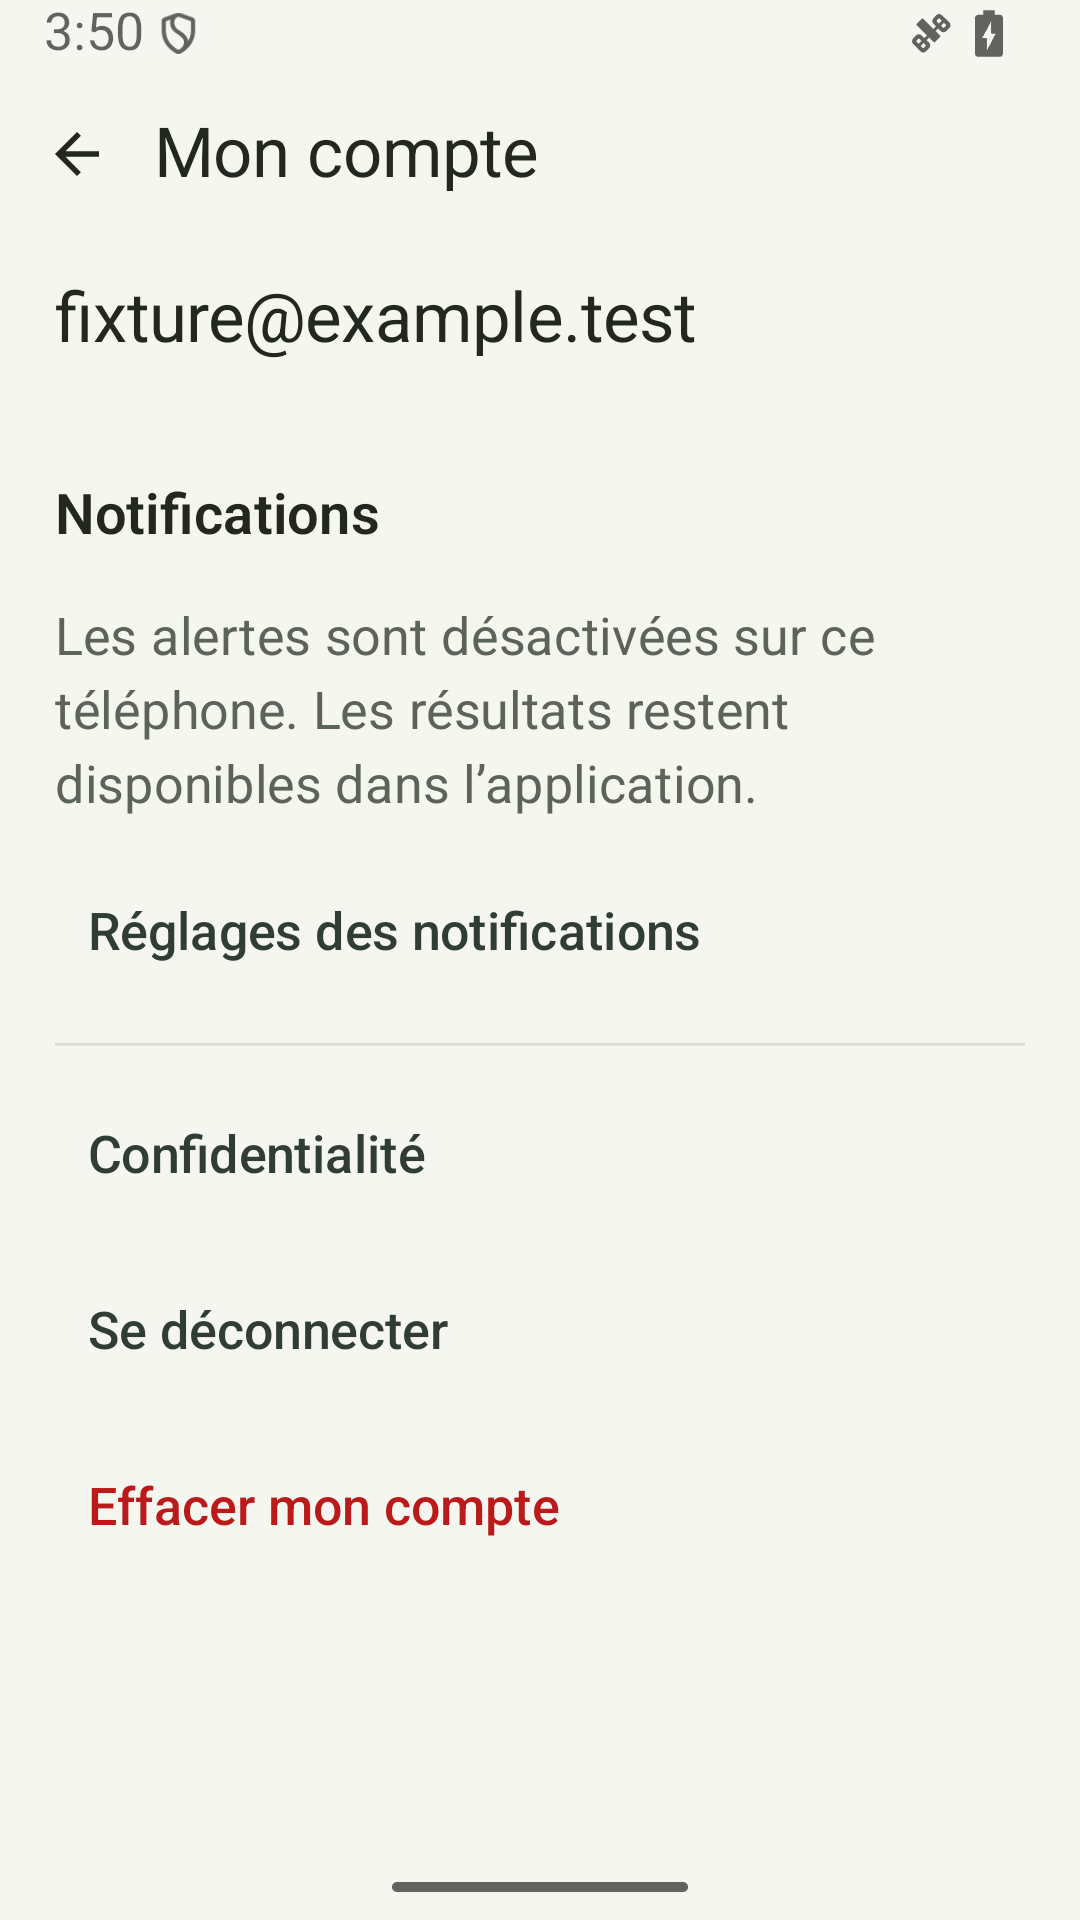 3:50
Mon compte
fixture@example.test
Notifications
Les alertes sont désactivées sur ce
téléphone. Les résultats restent
disponibles dans l’application.
Réglages des notifications
Confidentialité
Se déconnecter
Effacer mon compte